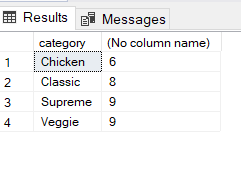 Results Messages
category (No column name)
1 Chicken 6
2 Classic 8
3 Supreme 9
4 Veggie 9